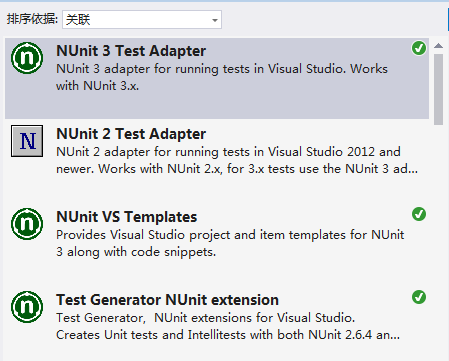 排序依据: 关联
NUnit 3 Test Adapter
NUnit 3 adapter for running tests in Visual Studio. Works
with NUnit 3.x.
NUnit 2 Test Adapter
NUnit 2 adapter for running tests in Visual Studio 2012 and
newer. Works with NUnit 2.x, for 3.x tests use the NUnit 3 ad...
NUnit VS Templates
Provides Visual Studio project and item templates for NUnit
3 along with code snippets.
Test Generator NUnit extension
Test Generator, NUnit extensions for Visual Studio.
Creates Unit tests and Intellitests with both NUnit 2.6.4 an...